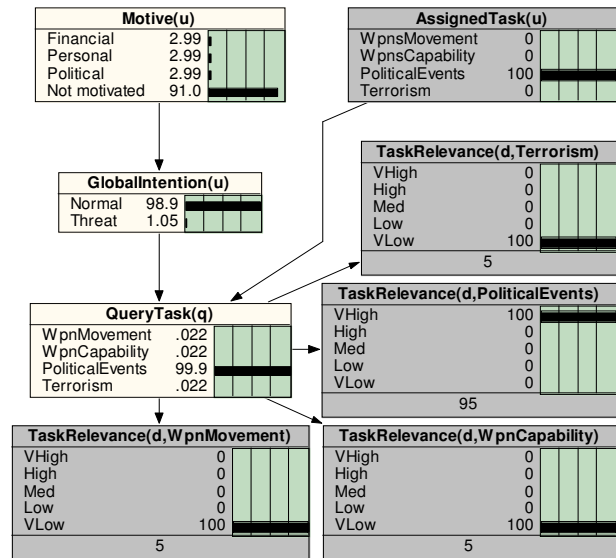 Motive(u)
Financial 2.99
Personal 2.99
Political 2.99
Not motivated 91.0
AssignedTask(u)
WpnsMovement 0
WpnsCapability 0
PoliticalEvents 100
Terrorism 0
TaskRelevance(d,Terrorism)
VHigh 0
High 0
Med 0
Low 0
VLow 100
5
GlobalIntention(u)
Normal 98.9
Threat 1.05
QueryTask(q)
WpnMovement .022
WpnCapability .022
PoliticalEvents 99.9
Terrorism .022
TaskRelevance(d,PoliticalEvents)
VHigh 100
High 0
Med 0
Low 0
VLow 0
95
TaskRelevance(d,WpnMovement)
VHigh 0
High 0
Med 0
Low 0
VLow 100
5
TaskRelevance(d,WpnCapability)
VHigh 0
High 0
Med 0
Low 0
VLow 100
5